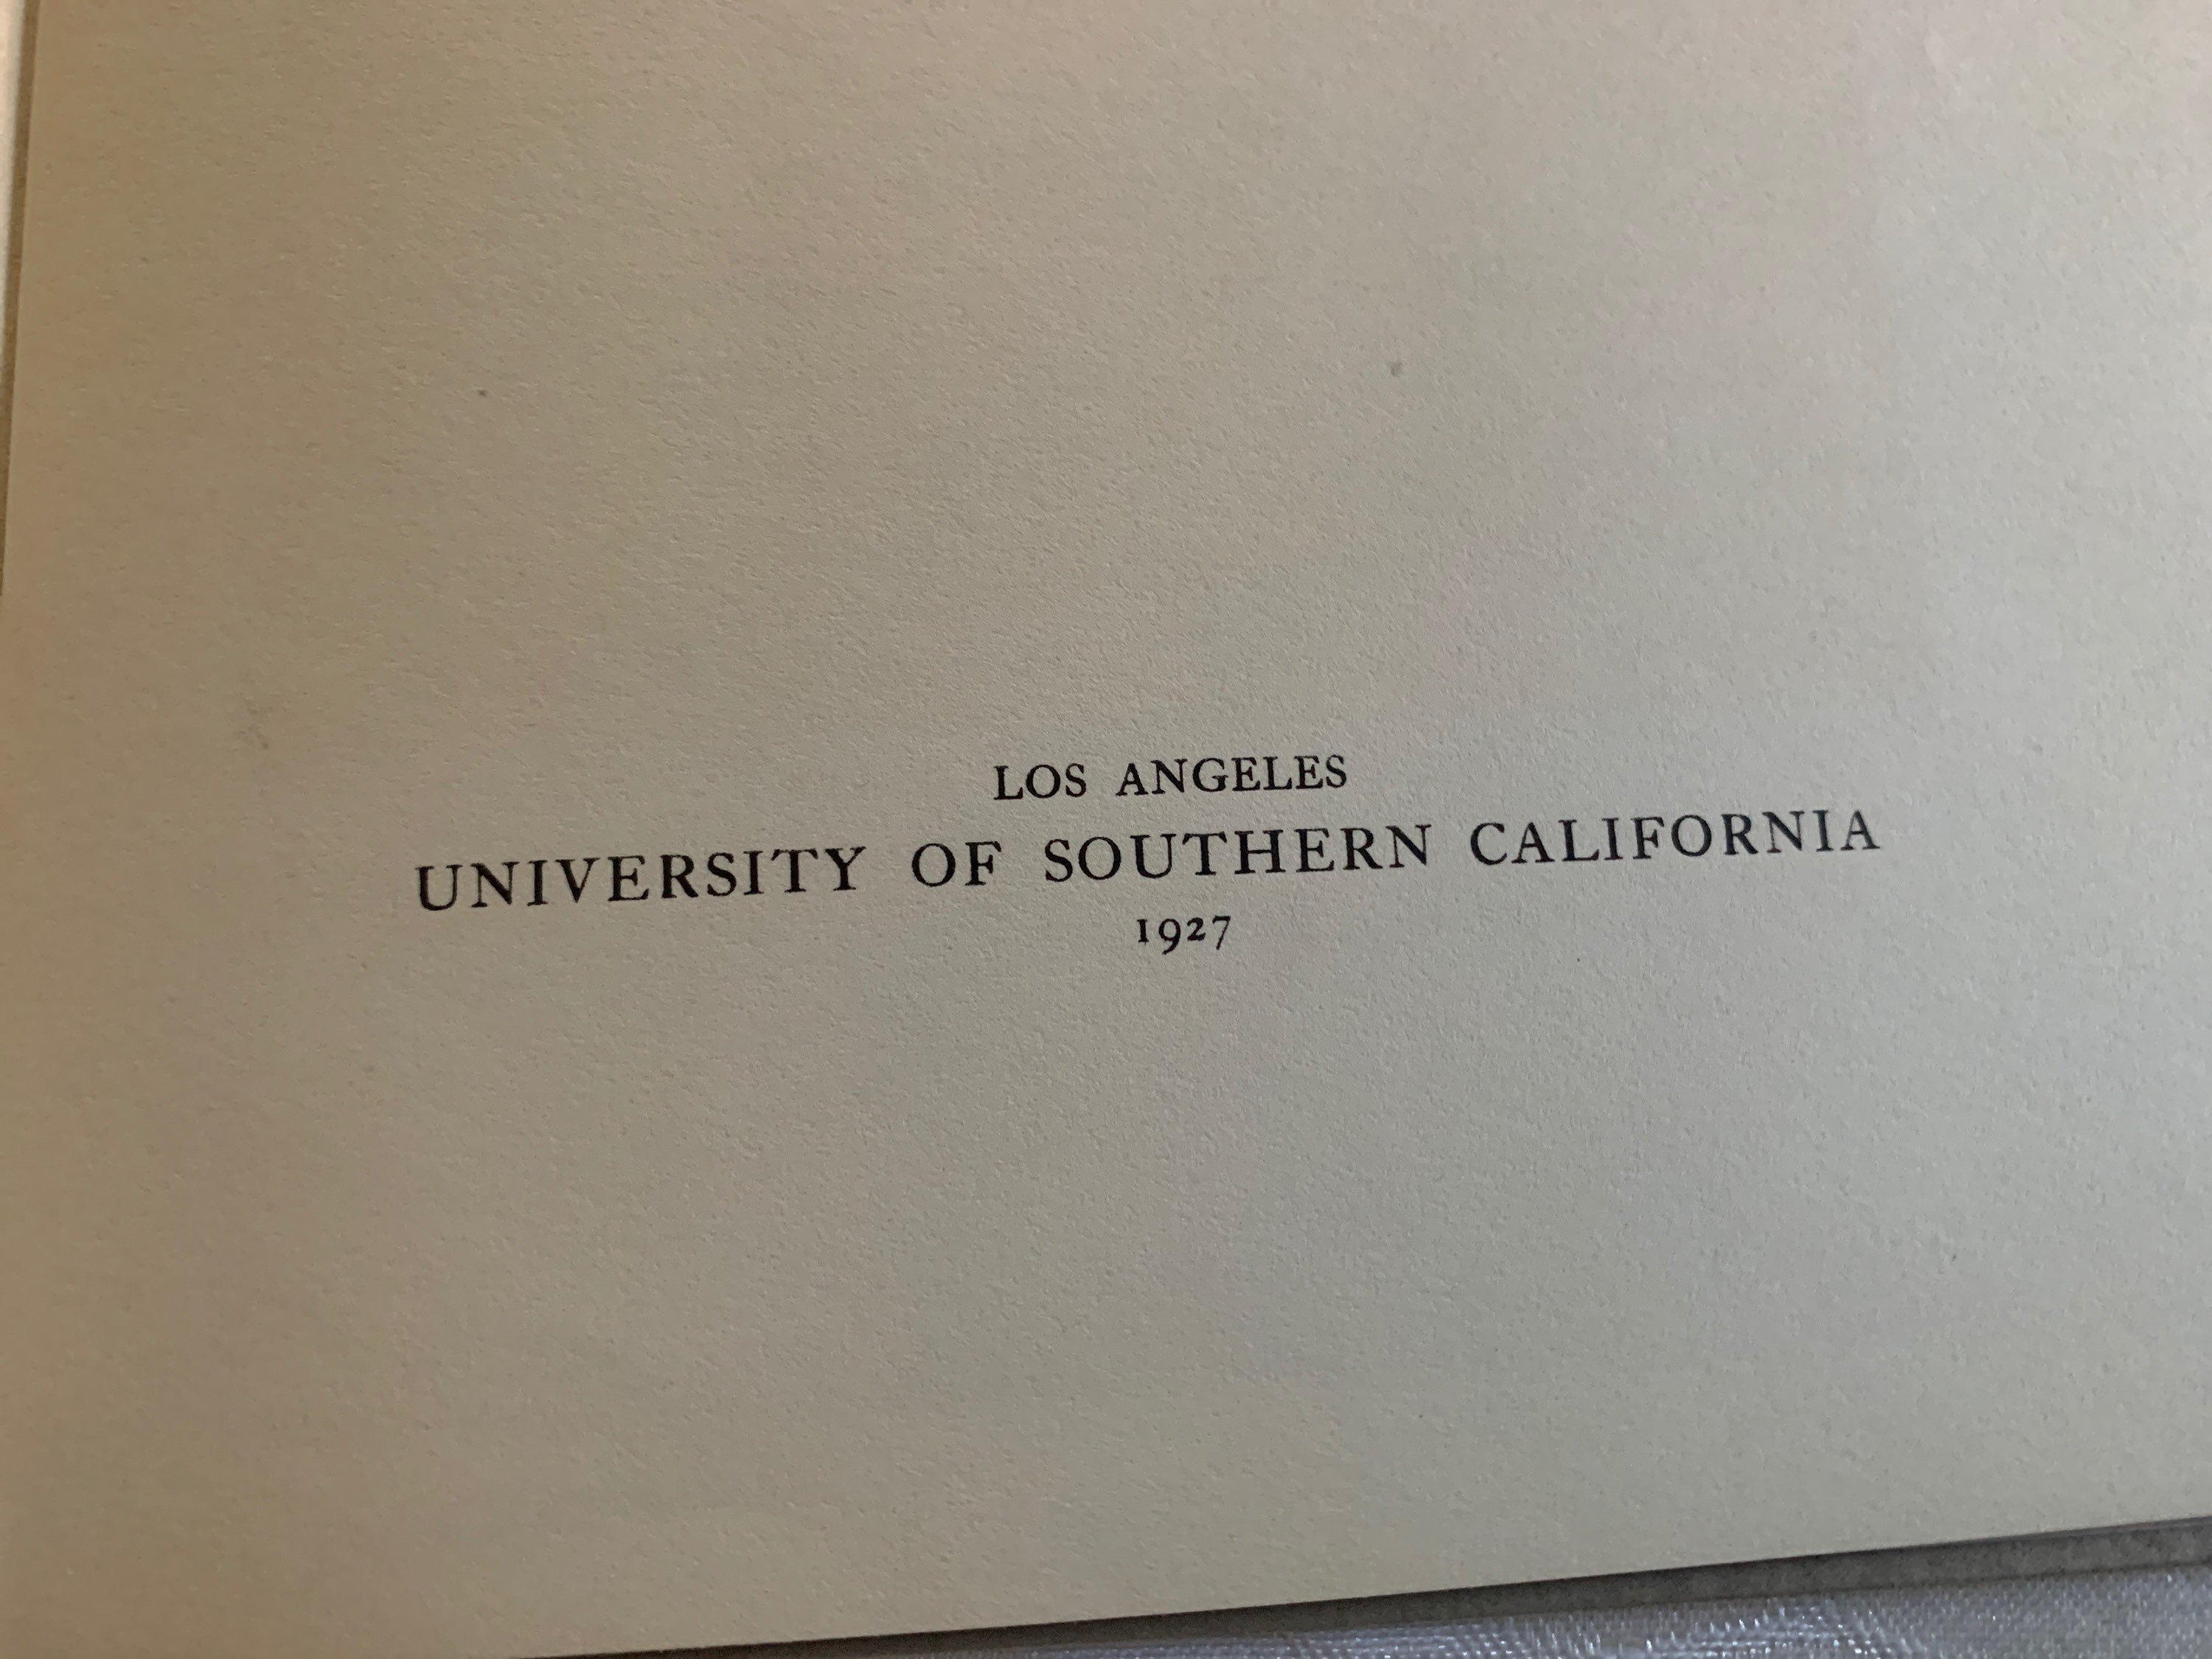 LOS ANGELES
UNIVERSITY OF SOUTHERN CALIFORNIA
1927